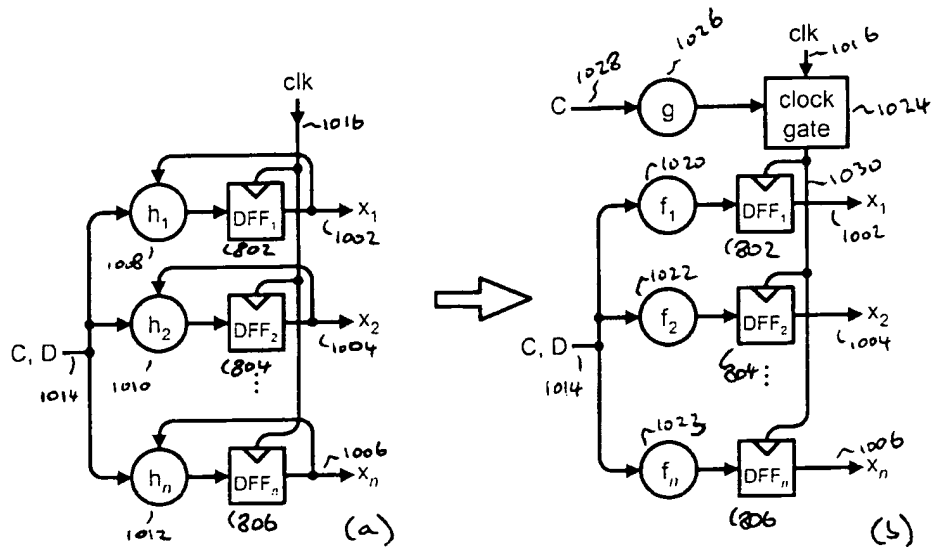 clk
1016
h1
DFF1
x1
1008
802
1002
h2
DFF2
x2
C, D
1014
1010
804
1004
⋮
hn
DFFn
1006
xn
1012
806
(a)
1028
1026
clk
1016
C
g
clock
gate
1024
1020
1030
f1
DFF1
x1
802
1002
1022
f2
DFF2
x2
C, D
1014
804
1004
⋮
1023
fn
DFFn
1006
xn
806
(b)